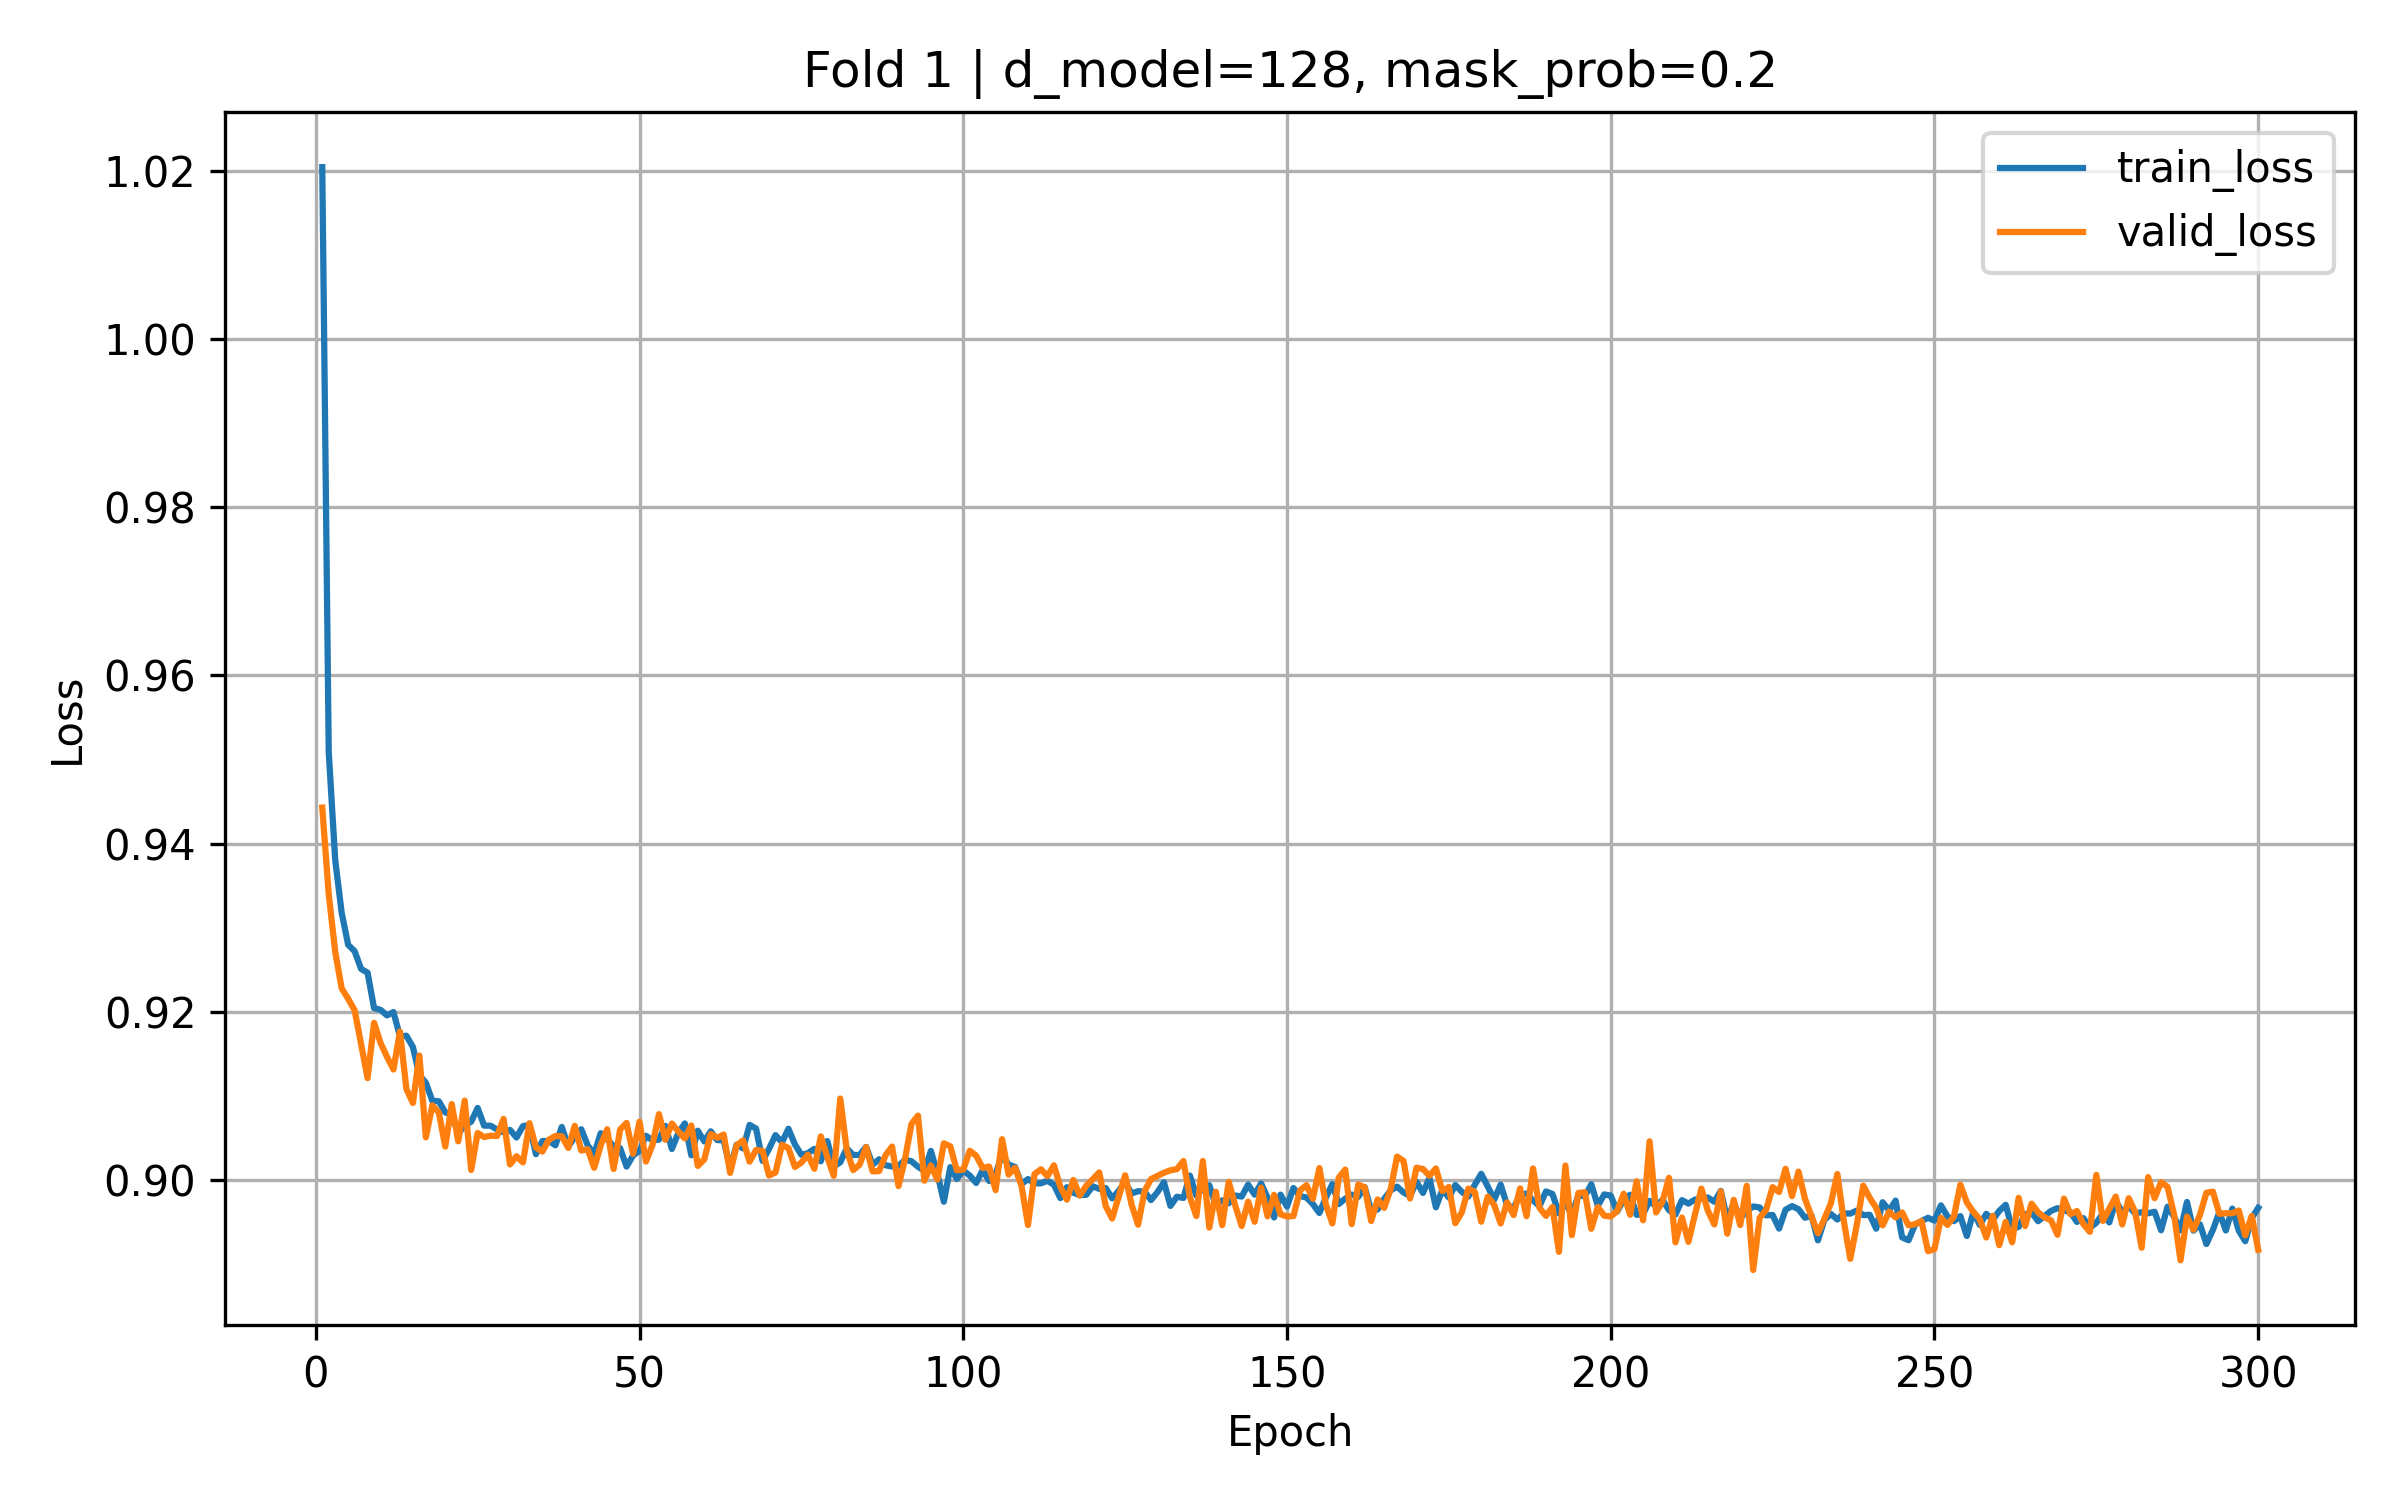 Fold 1 | d_model=128, mask_prob=0.2
train_loss
valid_loss
1.02
1.00
0.98
0.96
0.94
0.92
0.90
Loss
0 50 100 150 200 250 300
Epoch